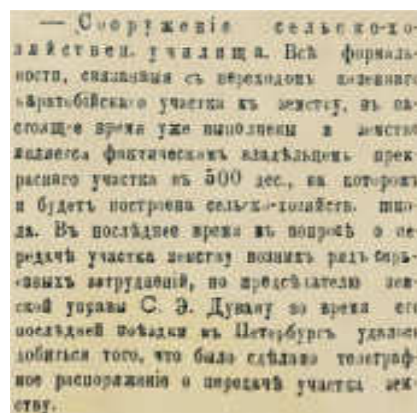 — Сооруженіе сельско-хо-
зяйствен. училища. Всѣ формаль-
ности, связанныя съ переходомъ казеннаго
каратобійскаго участка къ земству, въ на-
стоящее время уже выполнены и земство
является фактическимъ владѣльцемъ прек-
раснаго участка въ 500 дес., на которомъ
и будетъ построена сельско-хозяйств. шко-
ла. Въ послѣднее время въ вопросѣ о пе-
редачѣ участка земству возникъ рядъ серь-
езныхъ затрудненій, но предсѣдателю зем-
ской управы С. Э. Дувану во время его
послѣдней поѣздки въ Петербургъ удалось
добиться того, что было сдѣлано телеграф-
ное распоряженіе о передачѣ участка зем-
ству.